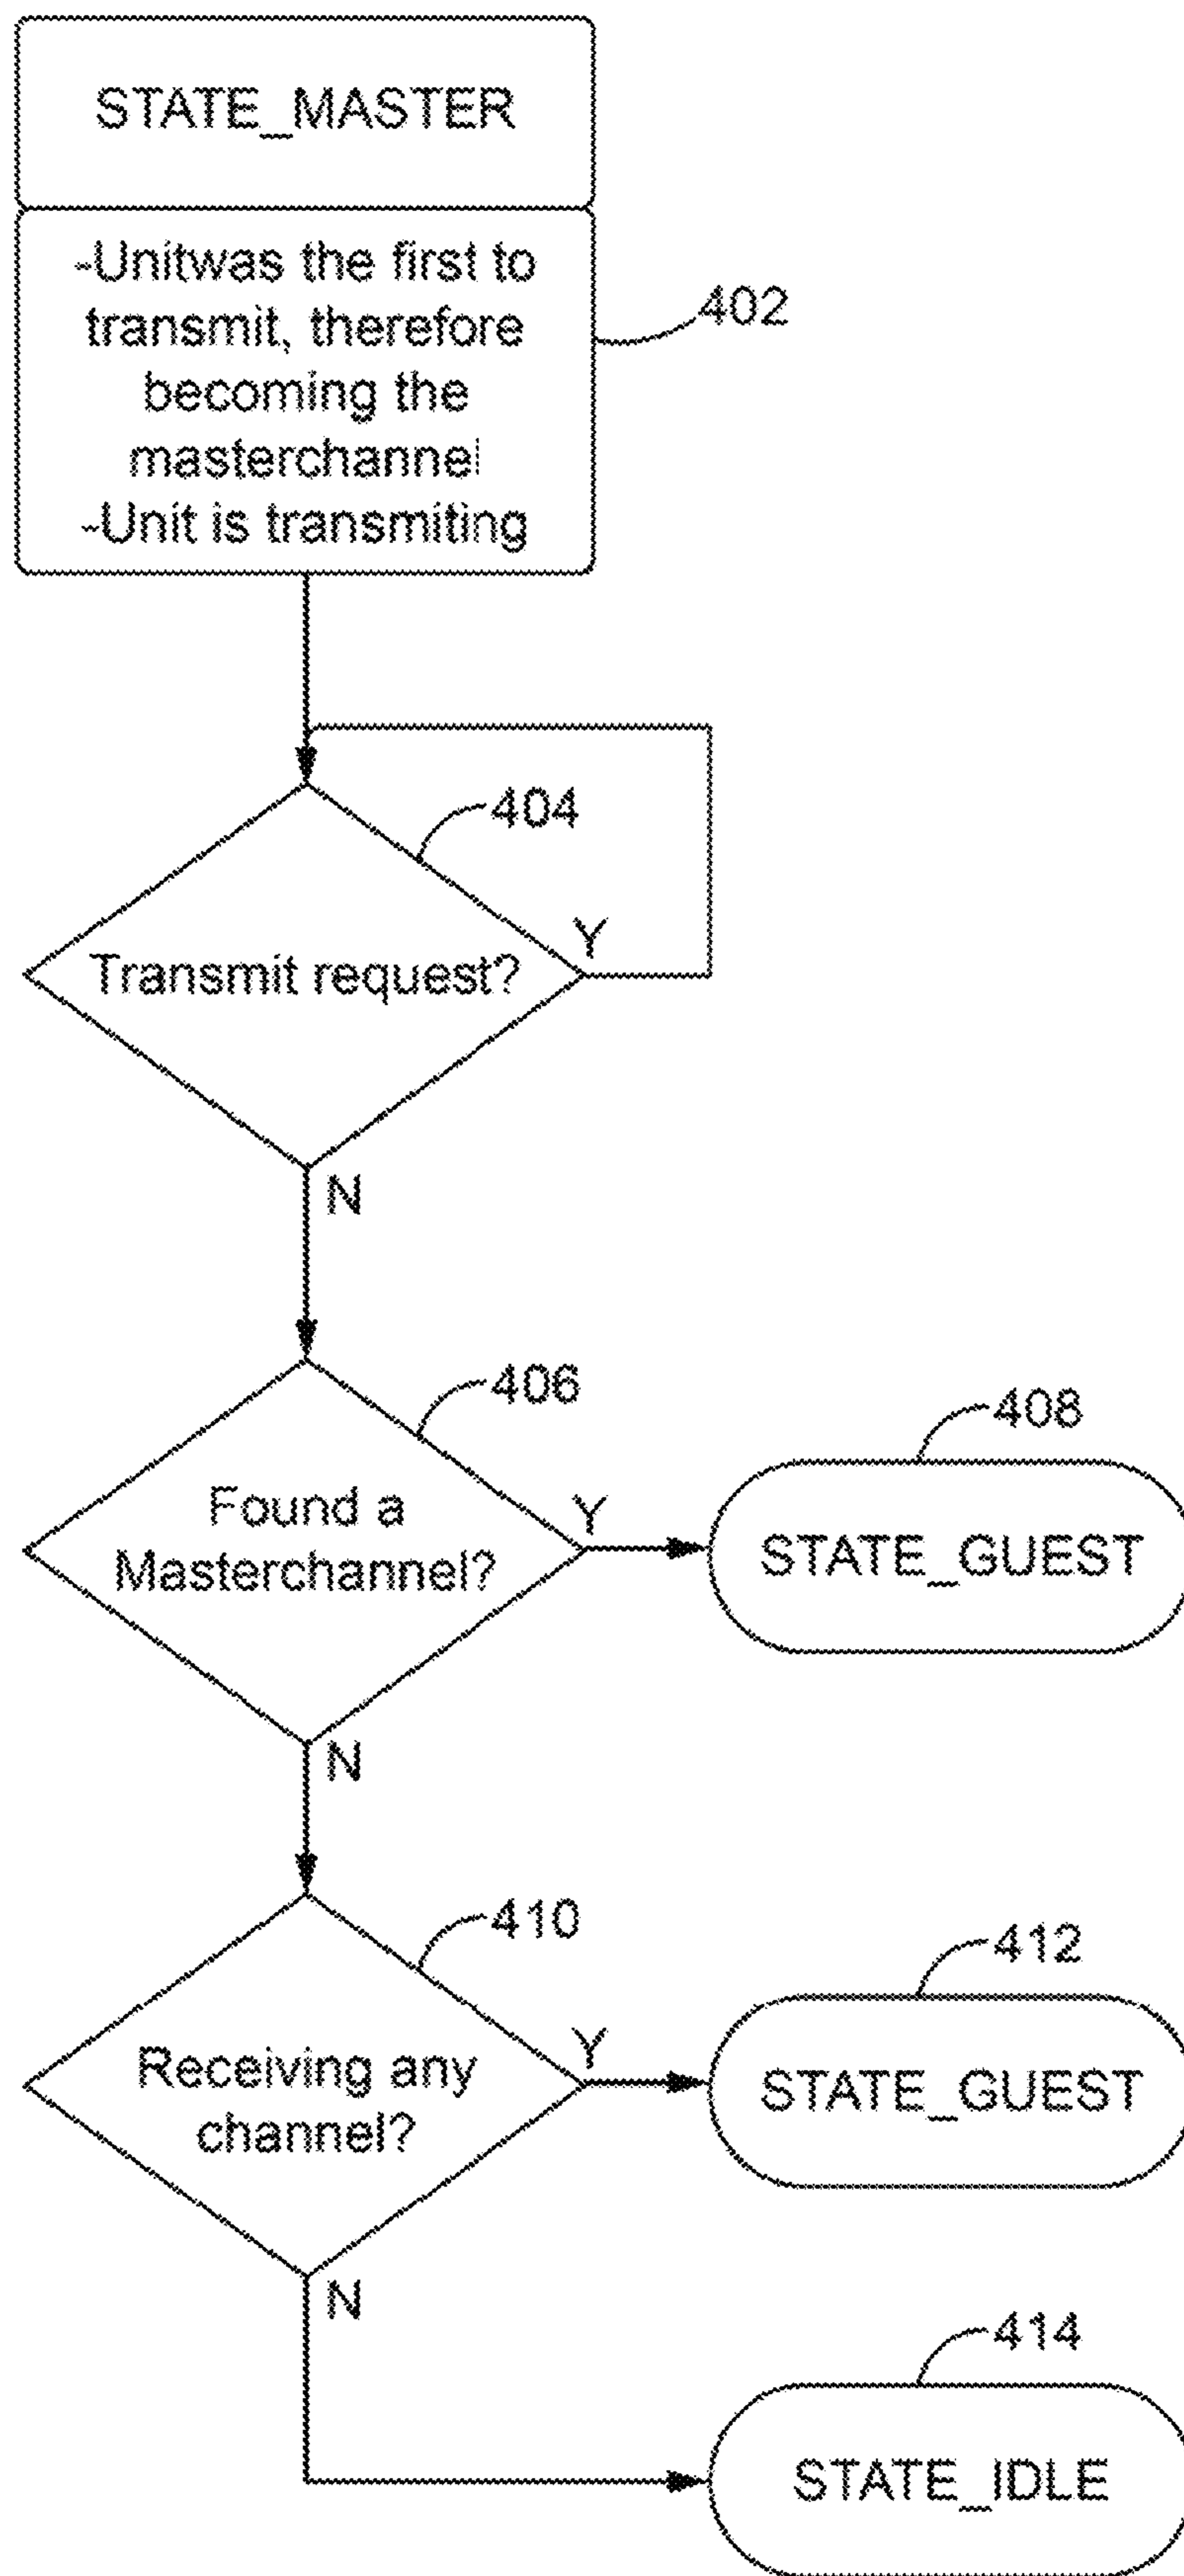 STATE_MASTER
-Unitwas the first to
transmit, therefore
becoming the
masterchannel
-Unit is transmiting
402
404
Transmit request?
Y
N
406
Found a
Masterchannel?
Y
408
STATE_GUEST
N
410
Receiving any
channel?
Y
412
STATE_GUEST
N
414
STATE_IDLE